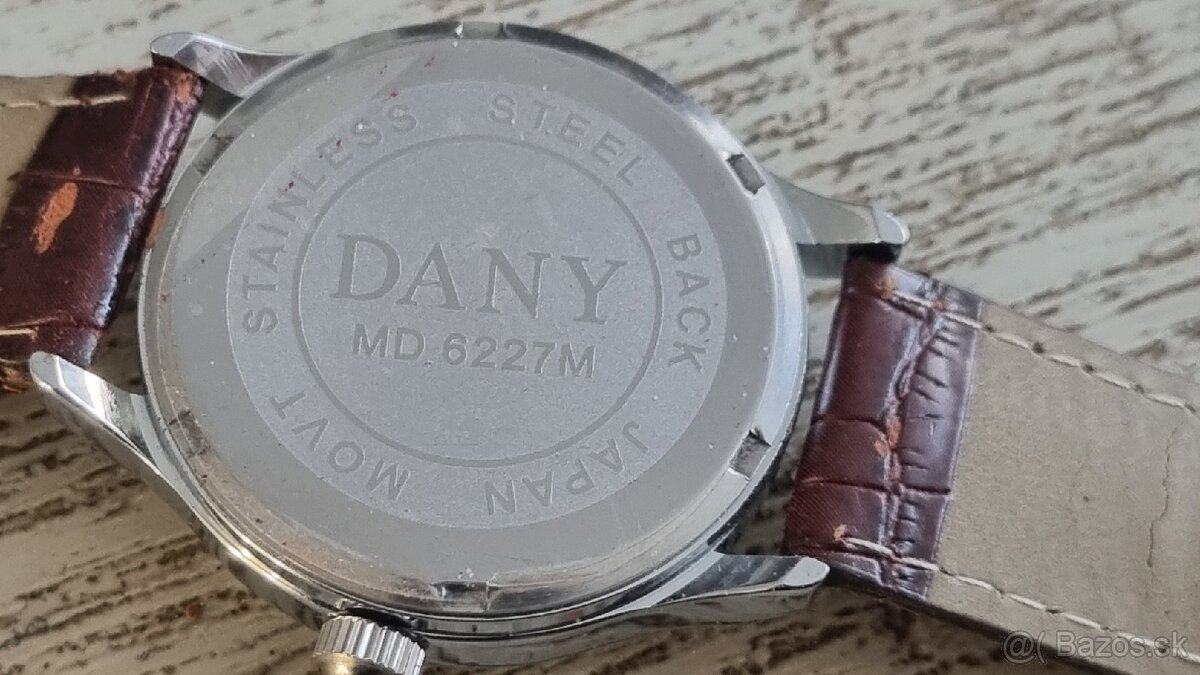 STAINLESS STEEL BACK
DANY
MD 6227M
JAPAN MOVT
@( Bazos.sk